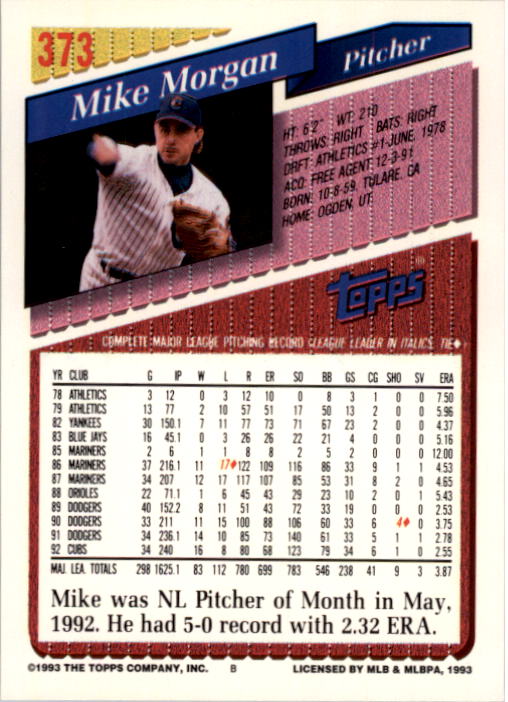 373
Mike Morgan
Pitcher
HT: 6'2" WT: 210
THROWS: RIGHT BATS: RIGHT
DRFT: ATHLETICS #1-JUNE, 1978
ACQ: FREE AGENT 12-3-91
BORN: 10-8-59, TULARE, CA
HOME: OGDEN, UT
Topps®
COMPLETE MAJOR LEAGUE PITCHING RECORD (LEAGUE LEADER IN ITALICS, TIE♦)
YR CLUB G IP W L R ER SO BB GS CG SHO SV ERA
78 ATHLETICS 3 12 0 3 12 10 0 8 3 1 0 0 7.50
79 ATHLETICS 13 77 2 10 57 51 17 50 13 2 0 0 5.96
82 YANKEES 30 150.1 7 11 77 73 71 67 23 2 0 0 4.37
83 BLUE JAYS 16 45.1 0 3 26 26 22 21 4 0 0 0 5.16
85 MARINERS 2 6 1 1 8 8 2 5 2 0 0 0 12.00
86 MARINERS 37 216.1 11 17♦ 122 109 116 86 33 9 1 1 4.53
87 MARINERS 34 207 12 17 117 107 85 53 31 8 2 0 4.65
88 ORIOLES 22 71.1 1 6 45 43 29 23 10 2 0 1 5.43
89 DODGERS 40 152.2 8 11 51 43 72 33 19 0 0 0 2.53
90 DODGERS 33 211 11 15 100 88 106 60 33 6 4♦ 0 3.75
91 DODGERS 34 236.1 14 10 85 73 140 61 33 5 1 1 2.78
92 CUBS 34 240 16 8 80 68 123 79 34 6 1 0 2.55
MAJ. LEA. TOTALS 298 1625.1 83 112 780 699 783 546 238 41 9 3 3.87
Mike was NL Pitcher of Month in May,
1992. He had 5-0 record with 2.32 ERA.
©1993 THE TOPPS COMPANY, INC. B LICENSED BY MLB & MLBPA, 1993